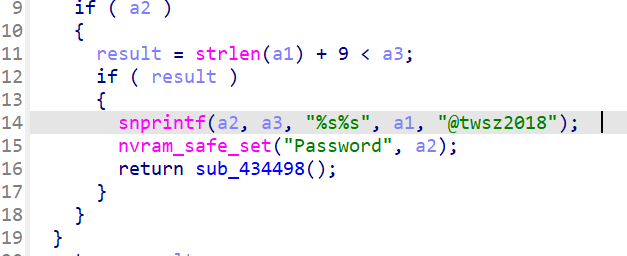 9 if ( a2 )
10 {
11 result = strlen(a1) + 9 < a3;
12 if ( result )
13 {
14 snprintf(a2, a3, "%s%s", a1, "@twsz2018");
15 nvram_safe_set("Password", a2);
16 return sub_434498();
17 }
18 }
19 }